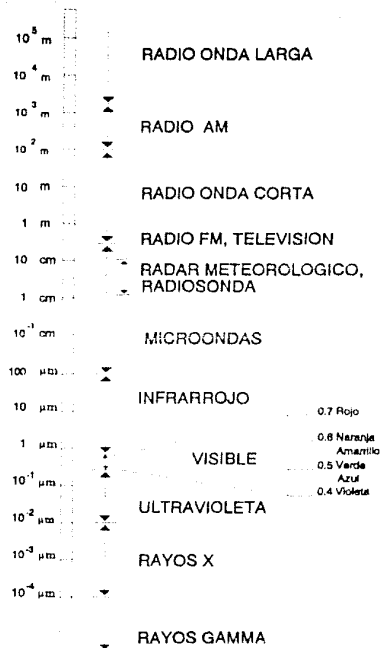 10⁵ m
RADIO ONDA LARGA
10⁴ m
10³ m
RADIO AM
10² m
10 m
RADIO ONDA CORTA
1 m
RADIO FM, TELEVISION
10 cm
RADAR METEOROLOGICO,
RADIOSONDA
1 cm
10⁻¹ cm
MICROONDAS
100 µm
INFRARROJO
10 µm
0.7 Rojo
0.6 Naranja
1 µm
Amarrillo
VISIBLE
0.5 Verde
Azul
10⁻¹ µm
0.4 Violeta
ULTRAVIOLETA
10⁻² µm
10⁻³ µm
RAYOS X
10⁻⁴ µm
RAYOS GAMMA